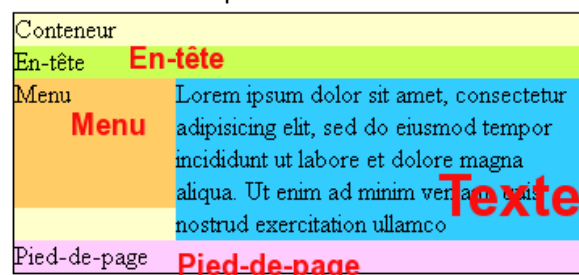 Conteneur
En-tête En-tête
Menu Lorem ipsum dolor sit amet, consectetur
Menu adipisicing elit, sed do eiusmod tempor
incididunt ut labore et dolore magna
aliqua. Ut enim ad minim veniam, quis
Texte
nostrud exercitation ullamco
Pied-de-page Pied-de-page